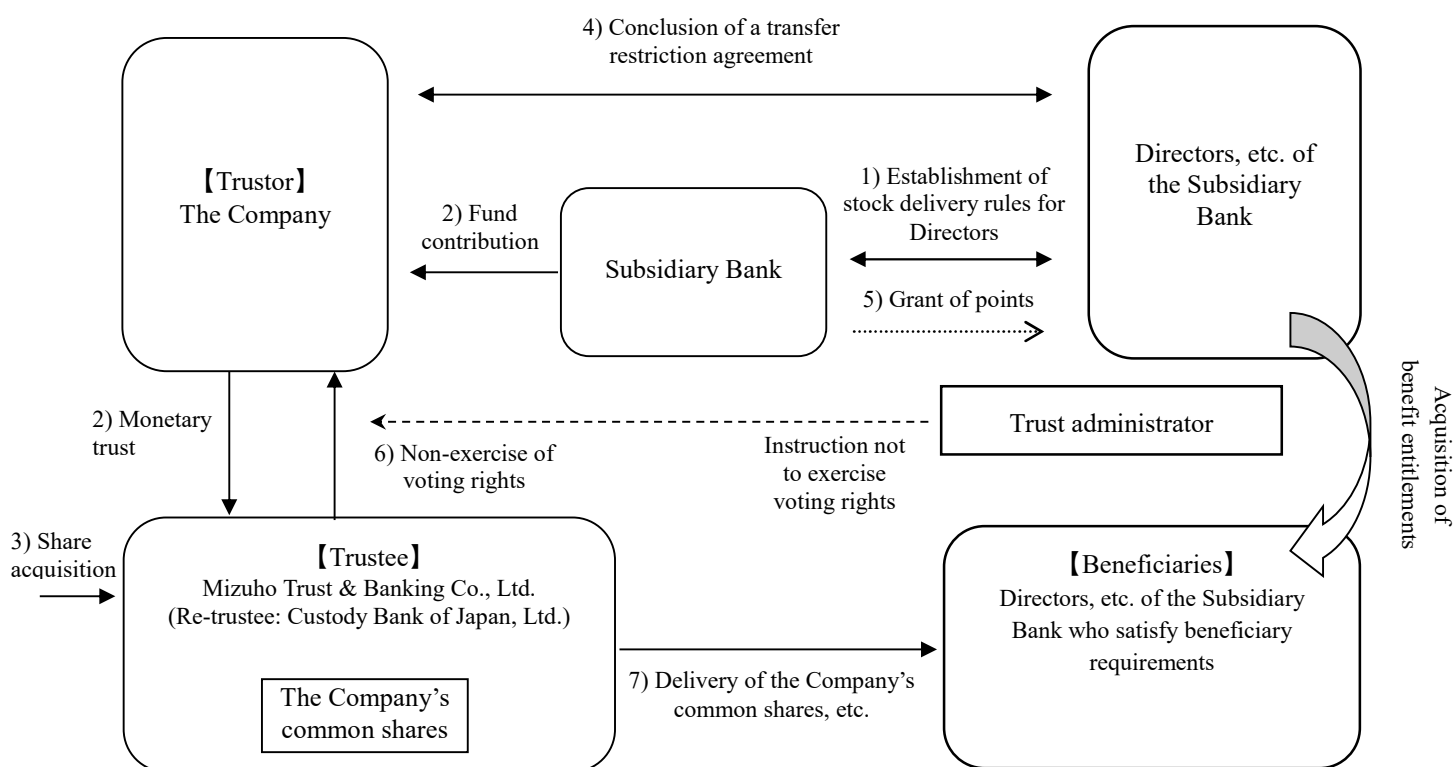 4) Conclusion of a transfer
restriction agreement
【Trustor】
The Company
2) Fund
contribution
Subsidiary Bank
1) Establishment of
stock delivery rules for
Directors
5) Grant of points
Directors, etc. of
the Subsidiary
Bank
2) Monetary
trust
6) Non-exercise of
voting rights
Instruction not
to exercise
voting rights
Trust administrator
Acquisition of
benefit entitlements
3) Share
acquisition
【Trustee】
Mizuho Trust & Banking Co., Ltd.
(Re-trustee: Custody Bank of Japan, Ltd.)
The Company’s
common shares
7) Delivery of the Company’s
common shares, etc.
【Beneficiaries】
Directors, etc. of the Subsidiary
Bank who satisfy beneficiary
requirements